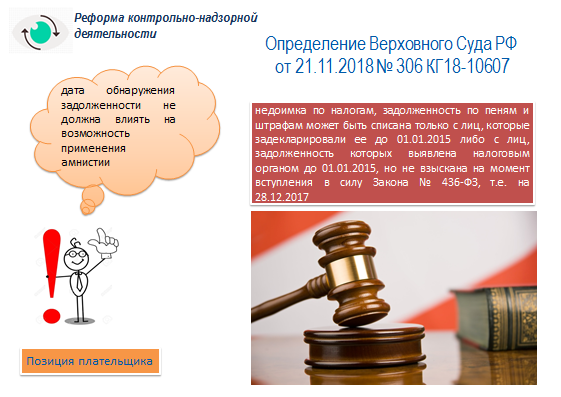 Реформа контрольно-надзорной
деятельности
Определение Верховного Суда РФ
от 21.11.2018 № 306 КГ18-10607
дата обнаружения
задолженности не
должна влиять на
возможность
применения
амнистии
недоимка по налогам, задолженность по пеням и
штрафам может быть списана только с лиц, которые
задекларировали ее до 01.01.2015 либо с лиц,
задолженность которых выявлена налоговым
органом до 01.01.2015, но не взыскана на момент
вступления в силу Закона № 436-ФЗ, т.е. на
28.12.2017
Позиция плательщика